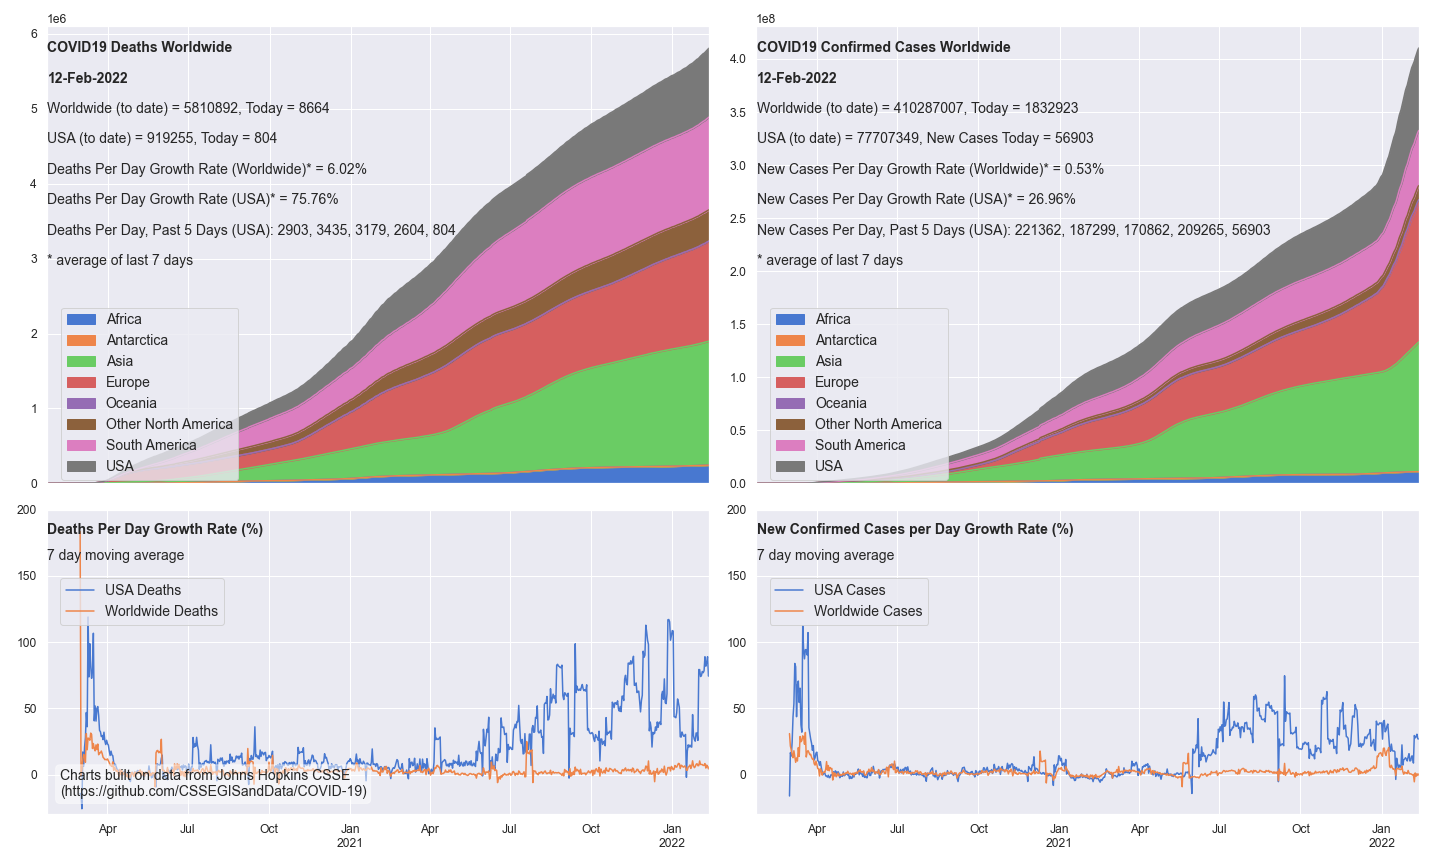 1e6
6
5
4
3
2
1
0
COVID19 Deaths Worldwide
12-Feb-2022
Worldwide (to date) = 5810892, Today = 8664
USA (to date) = 919255, Today = 804
Deaths Per Day Growth Rate (Worldwide)* = 6.02%
Deaths Per Day Growth Rate (USA)* = 75.76%
Deaths Per Day, Past 5 Days (USA): 2903, 3435, 3179, 2604, 804
* average of last 7 days
Africa
Antarctica
Asia
Europe
Oceania
Other North America
South America
USA
1e8
4.0
3.5
3.0
2.5
2.0
1.5
1.0
0.5
0.0
COVID19 Confirmed Cases Worldwide
12-Feb-2022
Worldwide (to date) = 410287007, Today = 1832923
USA (to date) = 77707349, New Cases Today = 56903
New Cases Per Day Growth Rate (Worldwide)* = 0.53%
New Cases Per Day Growth Rate (USA)* = 26.96%
New Cases Per Day, Past 5 Days (USA): 221362, 187299, 170862, 209265, 56903
* average of last 7 days
Africa
Antarctica
Asia
Europe
Oceania
Other North America
South America
USA
200
150
100
50
0
Deaths Per Day Growth Rate (%)
7 day moving average
USA Deaths
Worldwide Deaths
Charts built on data from Johns Hopkins CSSE
(https://github.com/CSSEGISandData/COVID-19)
Apr Jul Oct Jan Apr Jul Oct Jan
2021 2022
200
150
100
50
0
New Confirmed Cases per Day Growth Rate (%)
7 day moving average
USA Cases
Worldwide Cases
Apr Jul Oct Jan Apr Jul Oct Jan
2021 2022